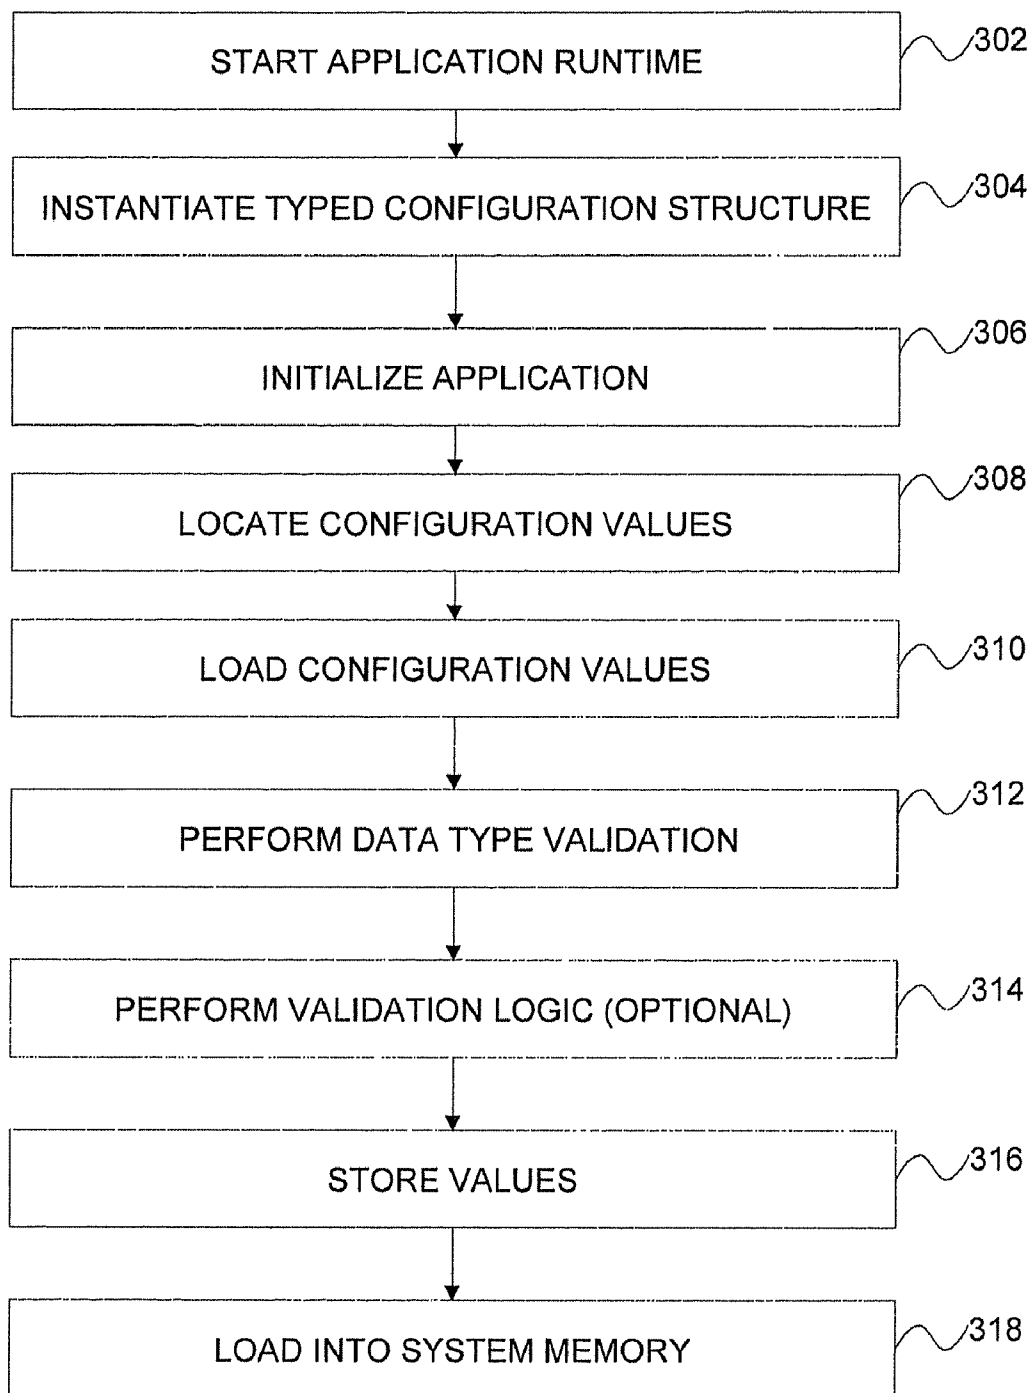 START APPLICATION RUNTIME
302
INSTANTIATE TYPED CONFIGURATION STRUCTURE
304
INITIALIZE APPLICATION
306
LOCATE CONFIGURATION VALUES
308
LOAD CONFIGURATION VALUES
310
PERFORM DATA TYPE VALIDATION
312
PERFORM VALIDATION LOGIC (OPTIONAL)
314
STORE VALUES
316
LOAD INTO SYSTEM MEMORY
318